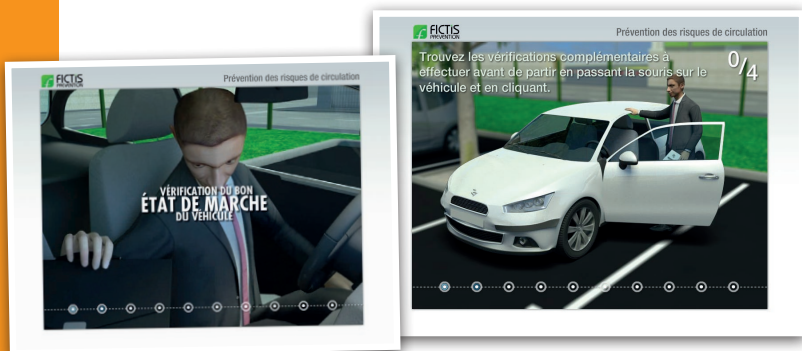 FICTIS
PREVENTION
Prévention des risques de circulation
VÉRIFICATION DU BON
ÉTAT DE MARCHE
DU VÉHICULE
FICTIS
PREVENTION
Prévention des risques de circulation
Trouvez les vérifications complémentaires à
effectuer avant de partir en passant la souris sur le
véhicule et en cliquant.
0/4